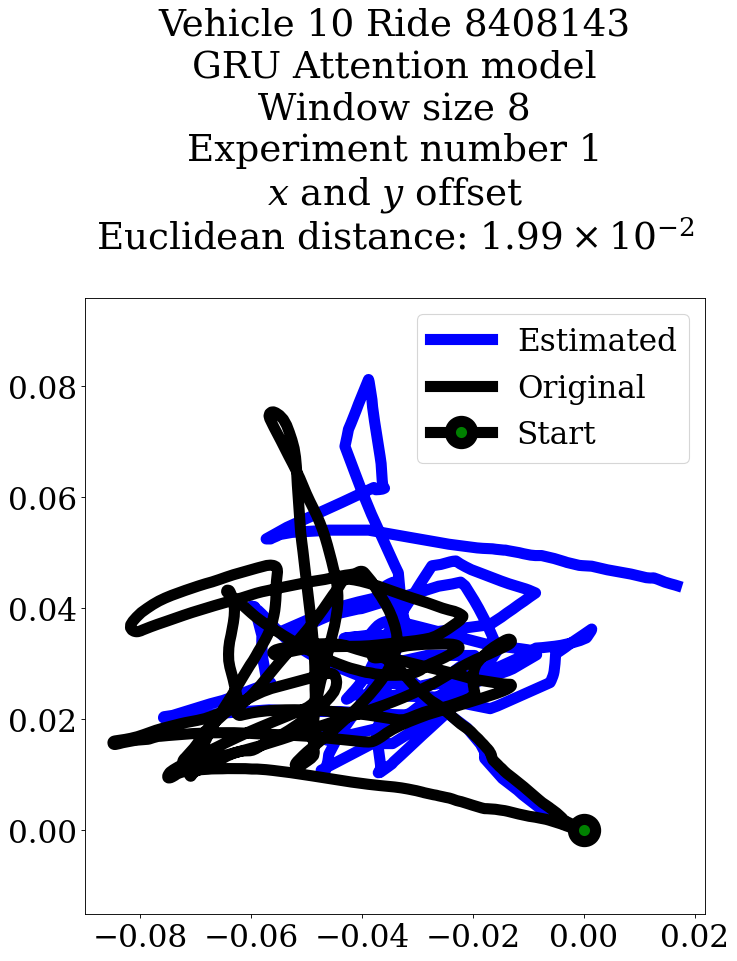 Vehicle 10 Ride 8408143
GRU Attention model
Window size 8
Experiment number 1
x and y offset
Euclidean distance: 1.99 × 10⁻²
Estimated
Original
Start
0.08
0.06
0.04
0.02
0.00
−0.08 −0.06 −0.04 −0.02 0.00 0.02